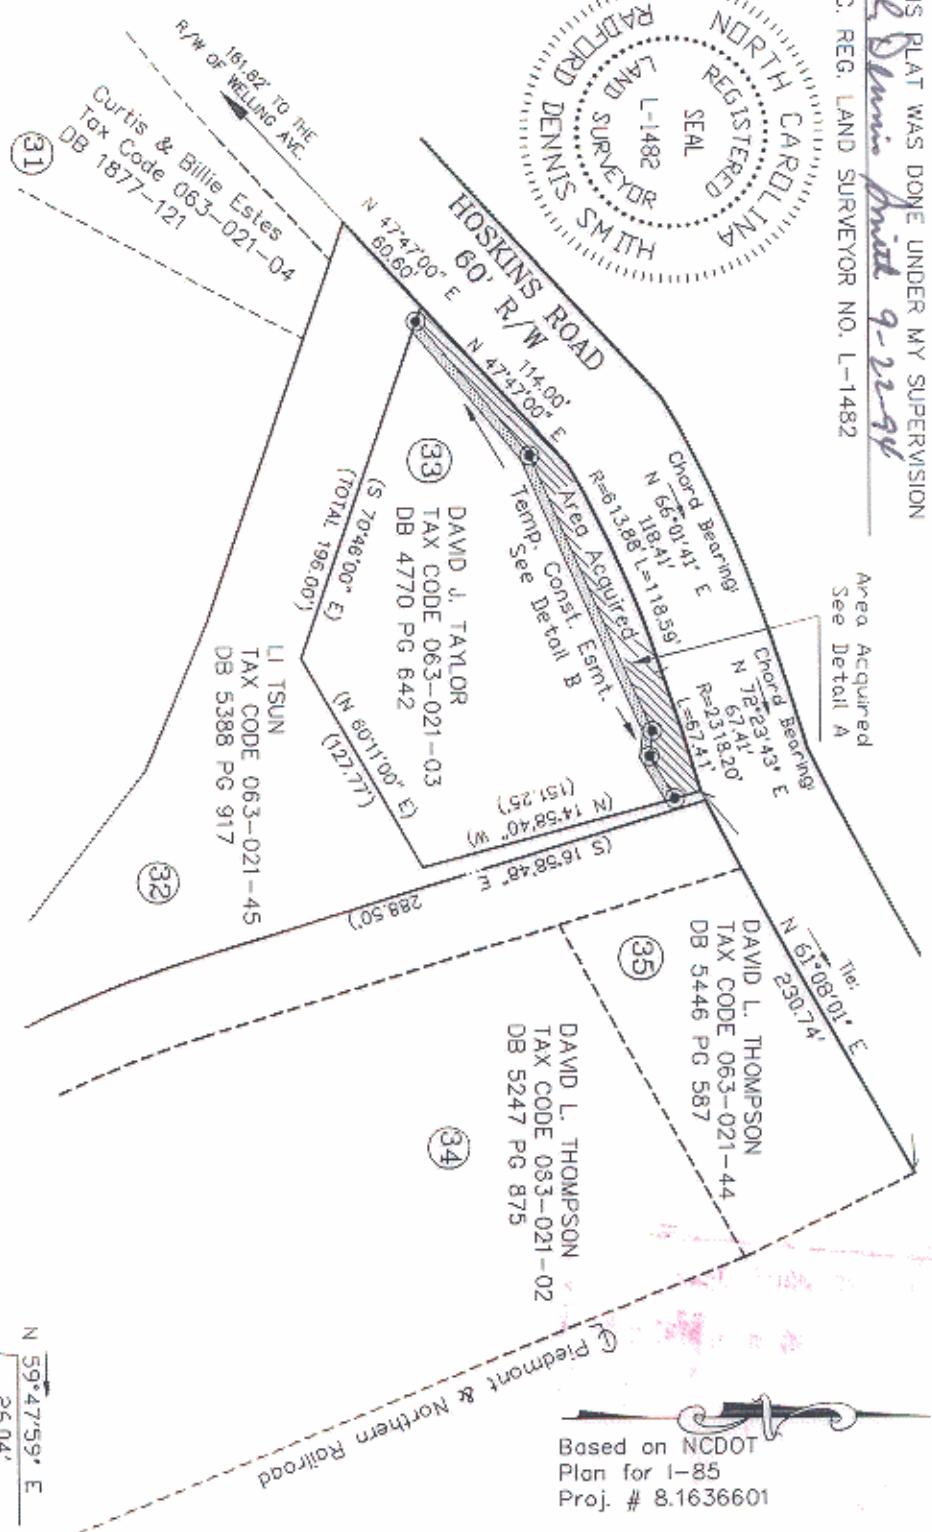 IS PLAT WAS DONE UNDER MY SUPERVISION
Dennis Smith 9-22-94
C. REG. LAND SURVEYOR NO. L-1482
NORTH CAROLINA
REGISTERED
SEAL
L-1482
LAND SURVEYOR
RADFORD DENNIS SMITH
Area Acquired
See Detail A
161.82' TO THE
R/W OF WELLING AVE.
Curtis & Billie Estes
Tax Code 063-021-04
DB 1877-121
31
HOSKINS ROAD
60' R/W
N 47°47'00" E
60.60'
114.00'
N 47°47'00" E
Chord Bearing:
N 66°01'41" E
118.41'
R=613.88' L=118.59'
Chord Bearing:
N 72°23'43" E
67.41'
R=2318.20'
L=67.41'
Area Acquired
Temp. Const. Esmt.
See Detail B
33
DAVID J. TAYLOR
TAX CODE 063-021-03
DB 4770 PG 642
(S 70°46'00" E)
(TOTAL 196.00')
(N 60°11'00" E)
(127.77')
(N 14°58'40" W)
(151.25')
(S 16°58'48" W
288.50')
LI TSUN
TAX CODE 063-021-45
DB 5388 PG 917
32
Tie:
N 61°08'01" E
230.74'
DAVID L. THOMPSON
TAX CODE 063-021-44
DB 5446 PG 587
35
DAVID L. THOMPSON
TAX CODE 063-021-02
DB 5247 PG 875
34
Piedmont & Northern Railroad
Based on NCDOT
Plan for I-85
Proj. # 8.1636601
N 59°47'59" E
26.04'